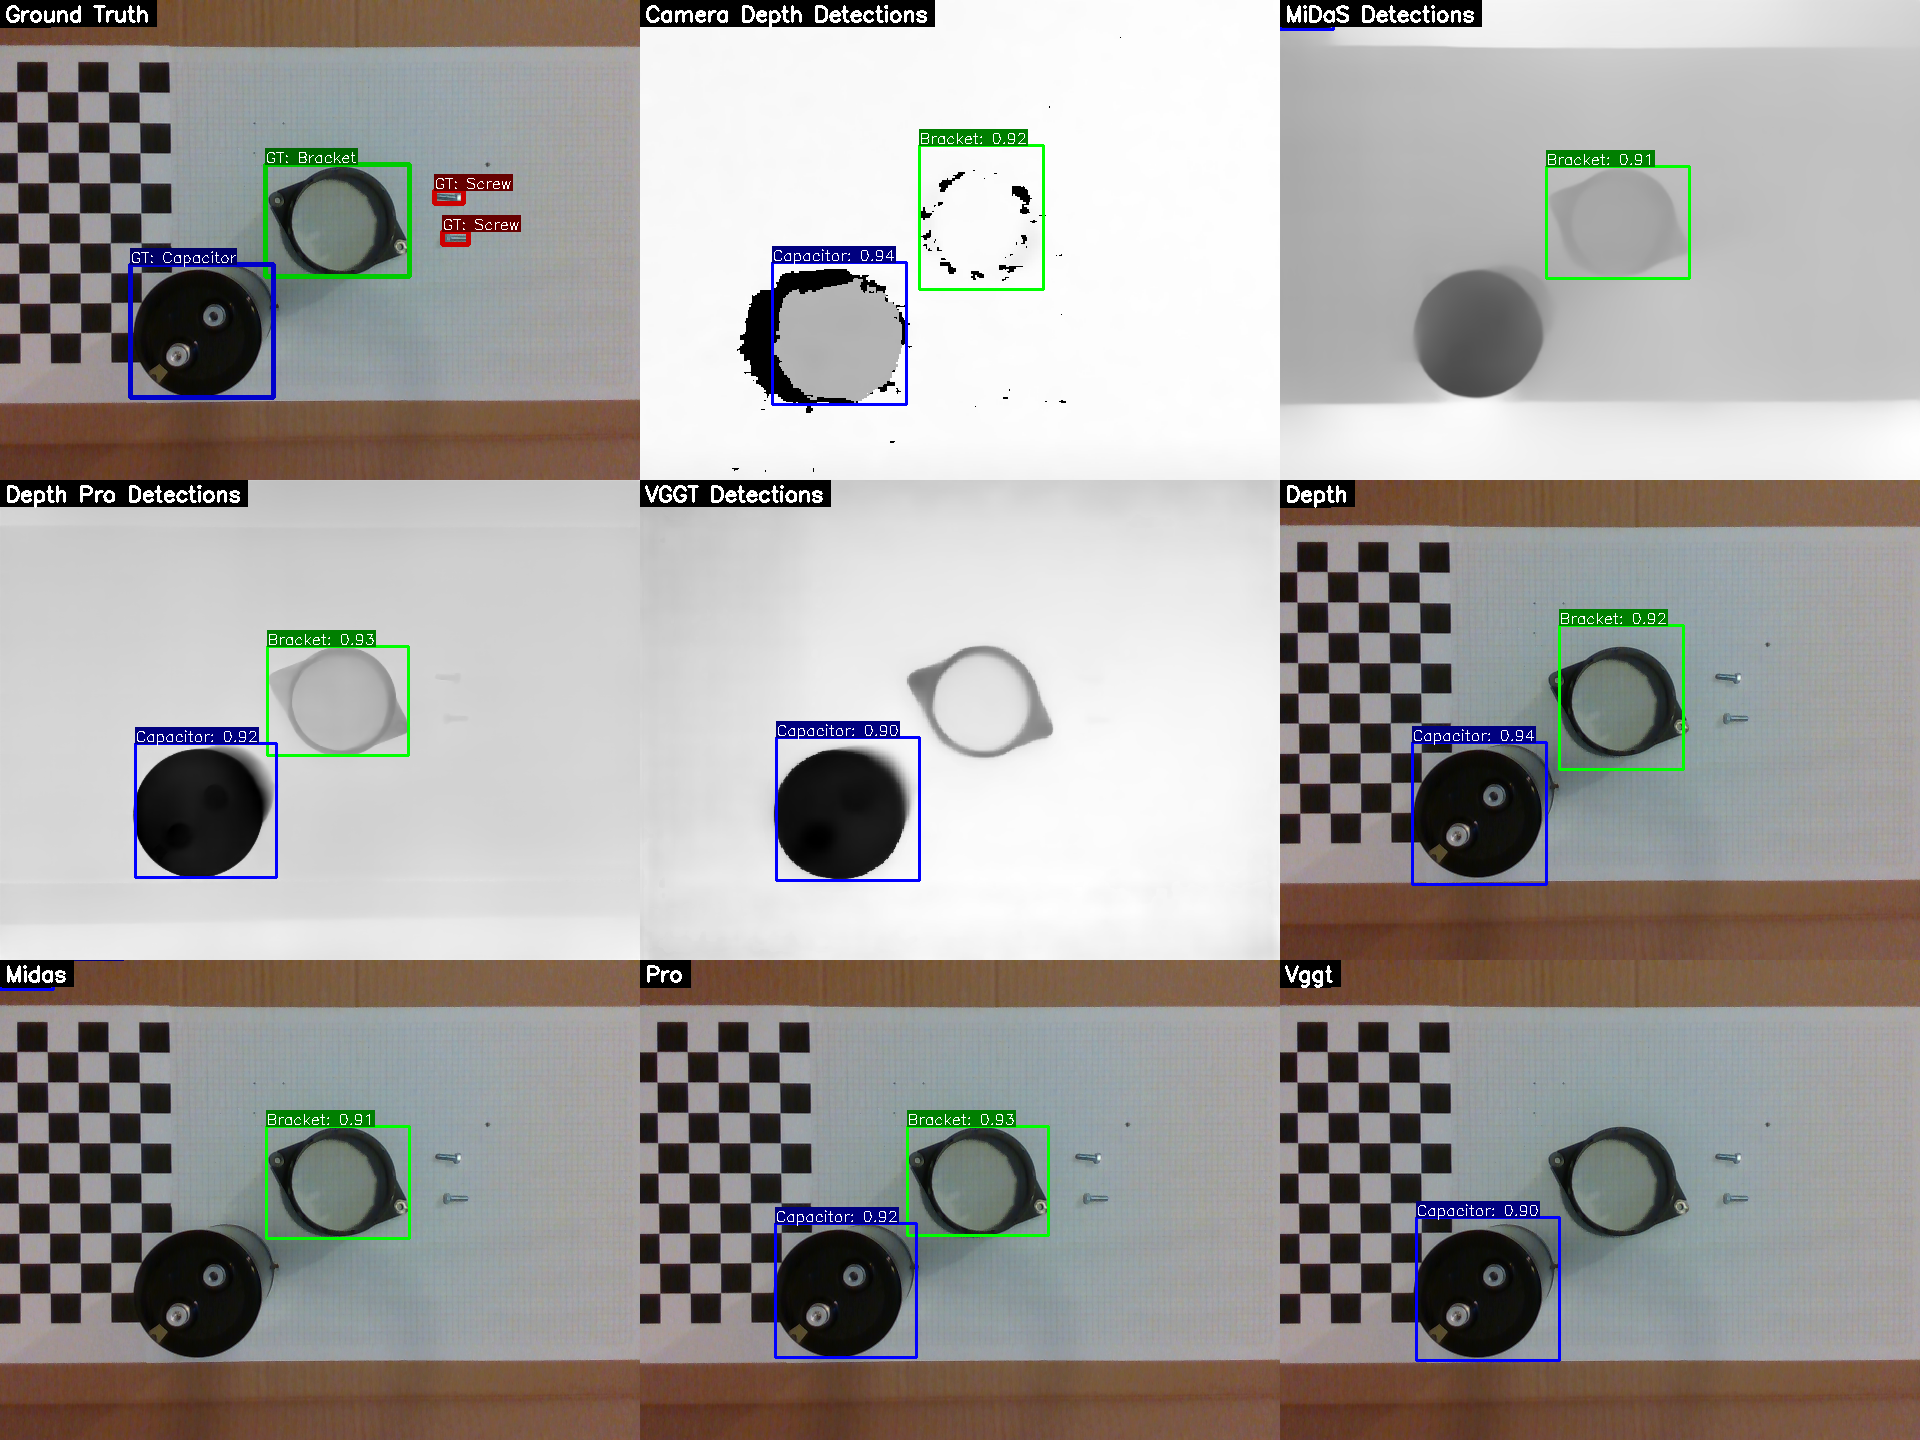 Ground Truth
GT: Bracket
GT: Screw
GT: Screw
GT: Capacitor
Camera Depth Detections
Bracket: 0.92
Capacitor: 0.94
MiDaS Detections
Bracket: 0.91
Depth Pro Detections
Bracket: 0.93
Capacitor: 0.92
VGGT Detections
Capacitor: 0.90
Depth
Bracket: 0.92
Capacitor: 0.94
Midas
Bracket: 0.91
Pro
Bracket: 0.93
Capacitor: 0.92
Vggt
Capacitor: 0.90